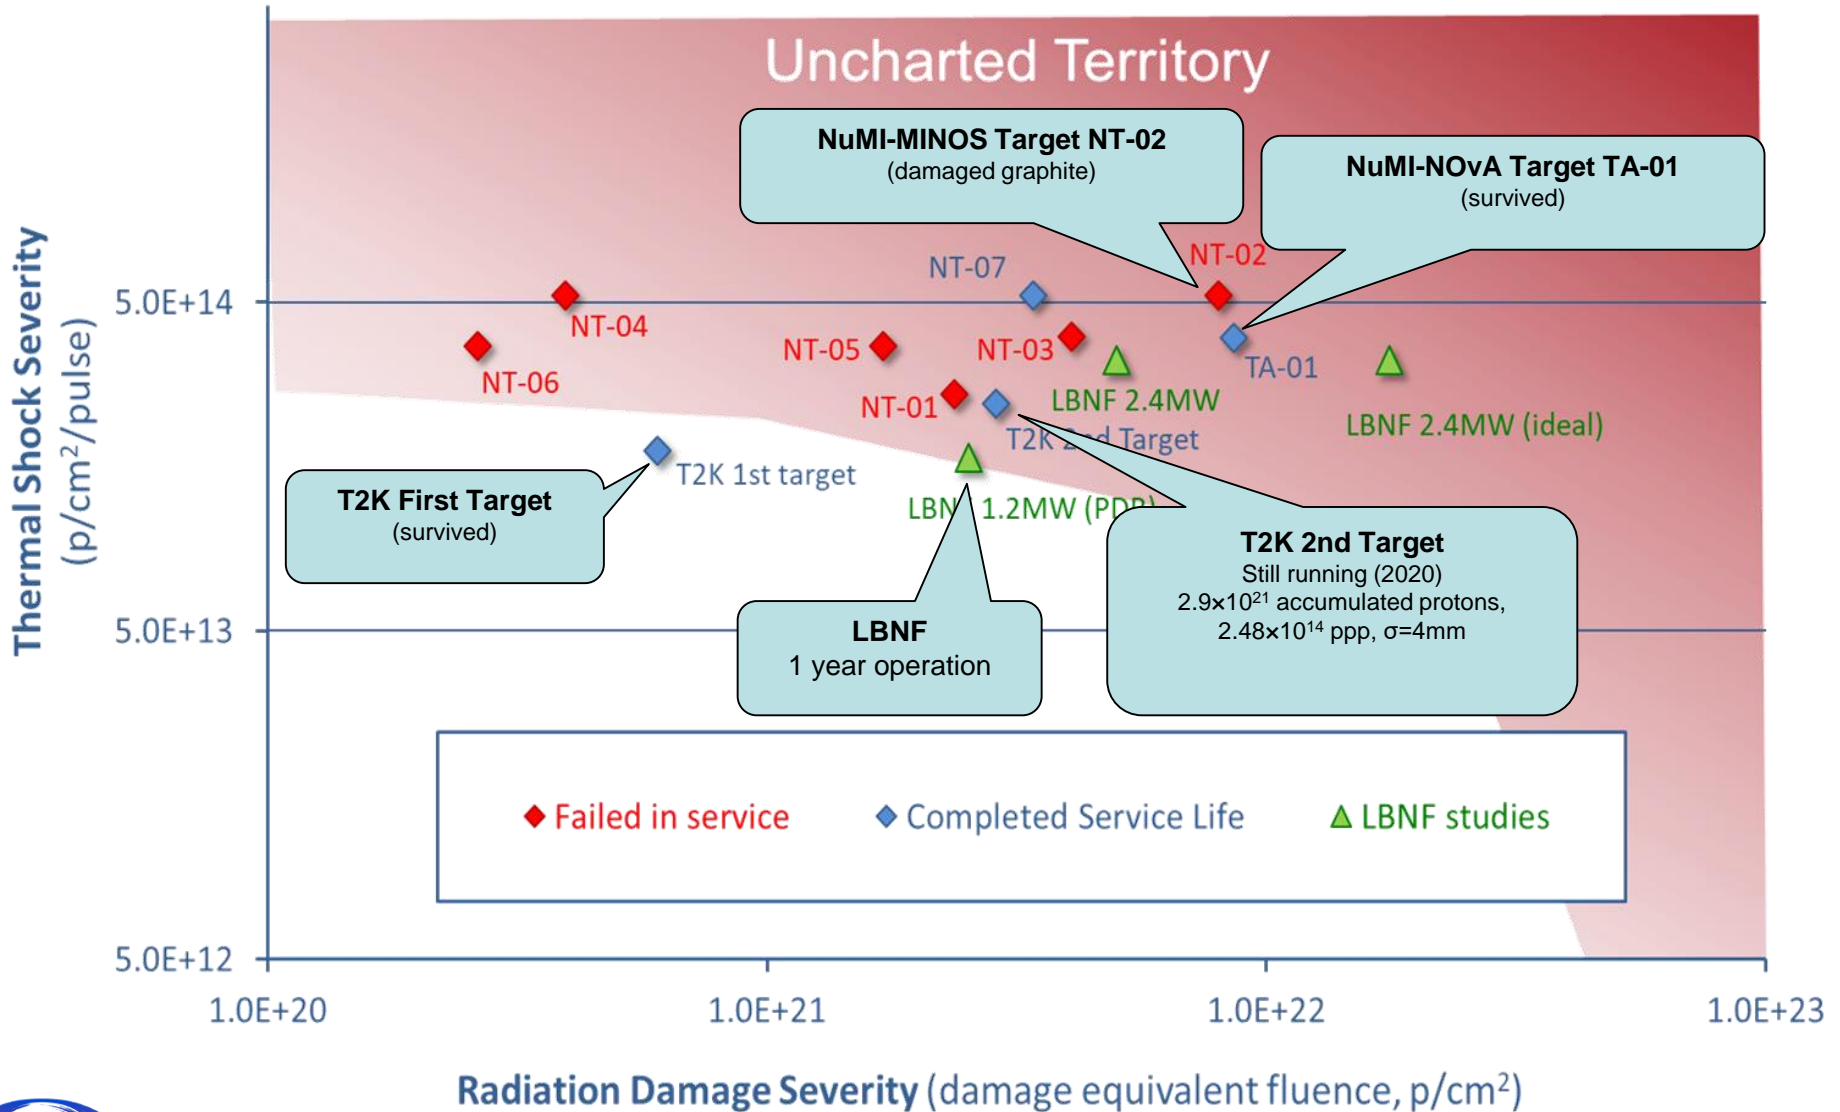 Uncharted Territory
NuMI-MINOS Target NT-02
(damaged graphite)
NuMI-NOvA Target TA-01
(survived)
Thermal Shock Severity
(p/cm²/pulse)
5.0E+14
5.0E+13
5.0E+12
NT-02
NT-07
NT-04
NT-05
NT-03
TA-01
NT-06
NT-01
LBNF 2.4MW
LBNF 2.4MW (ideal)
T2K 2nd Target
T2K 1st target
LBNF 1.2MW (PDR)
T2K First Target
(survived)
T2K 2nd Target
Still running (2020)
2.9×10²¹ accumulated protons,
2.48×10¹⁴ ppp, σ=4mm
LBNF
1 year operation
Failed in service
Completed Service Life
LBNF studies
1.0E+20
1.0E+21
1.0E+22
1.0E+23
Radiation Damage Severity (damage equivalent fluence, p/cm²)